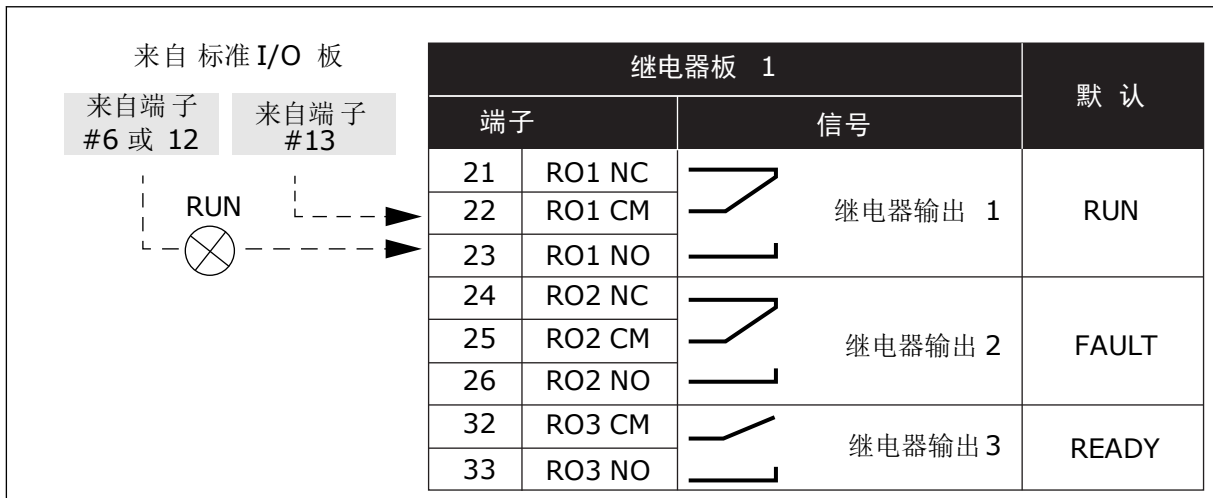 来自 标准 I/O 板
来自端 子
#6 或 12
来自端 子
#13
RUN
继电器板 1
默 认
端子
信号
21 RO1 NC
22 RO1 CM
23 RO1 NO
继电器输出 1
RUN
24 RO2 NC
25 RO2 CM
26 RO2 NO
继电器输出 2
FAULT
32 RO3 CM
33 RO3 NO
继电器输出 3
READY